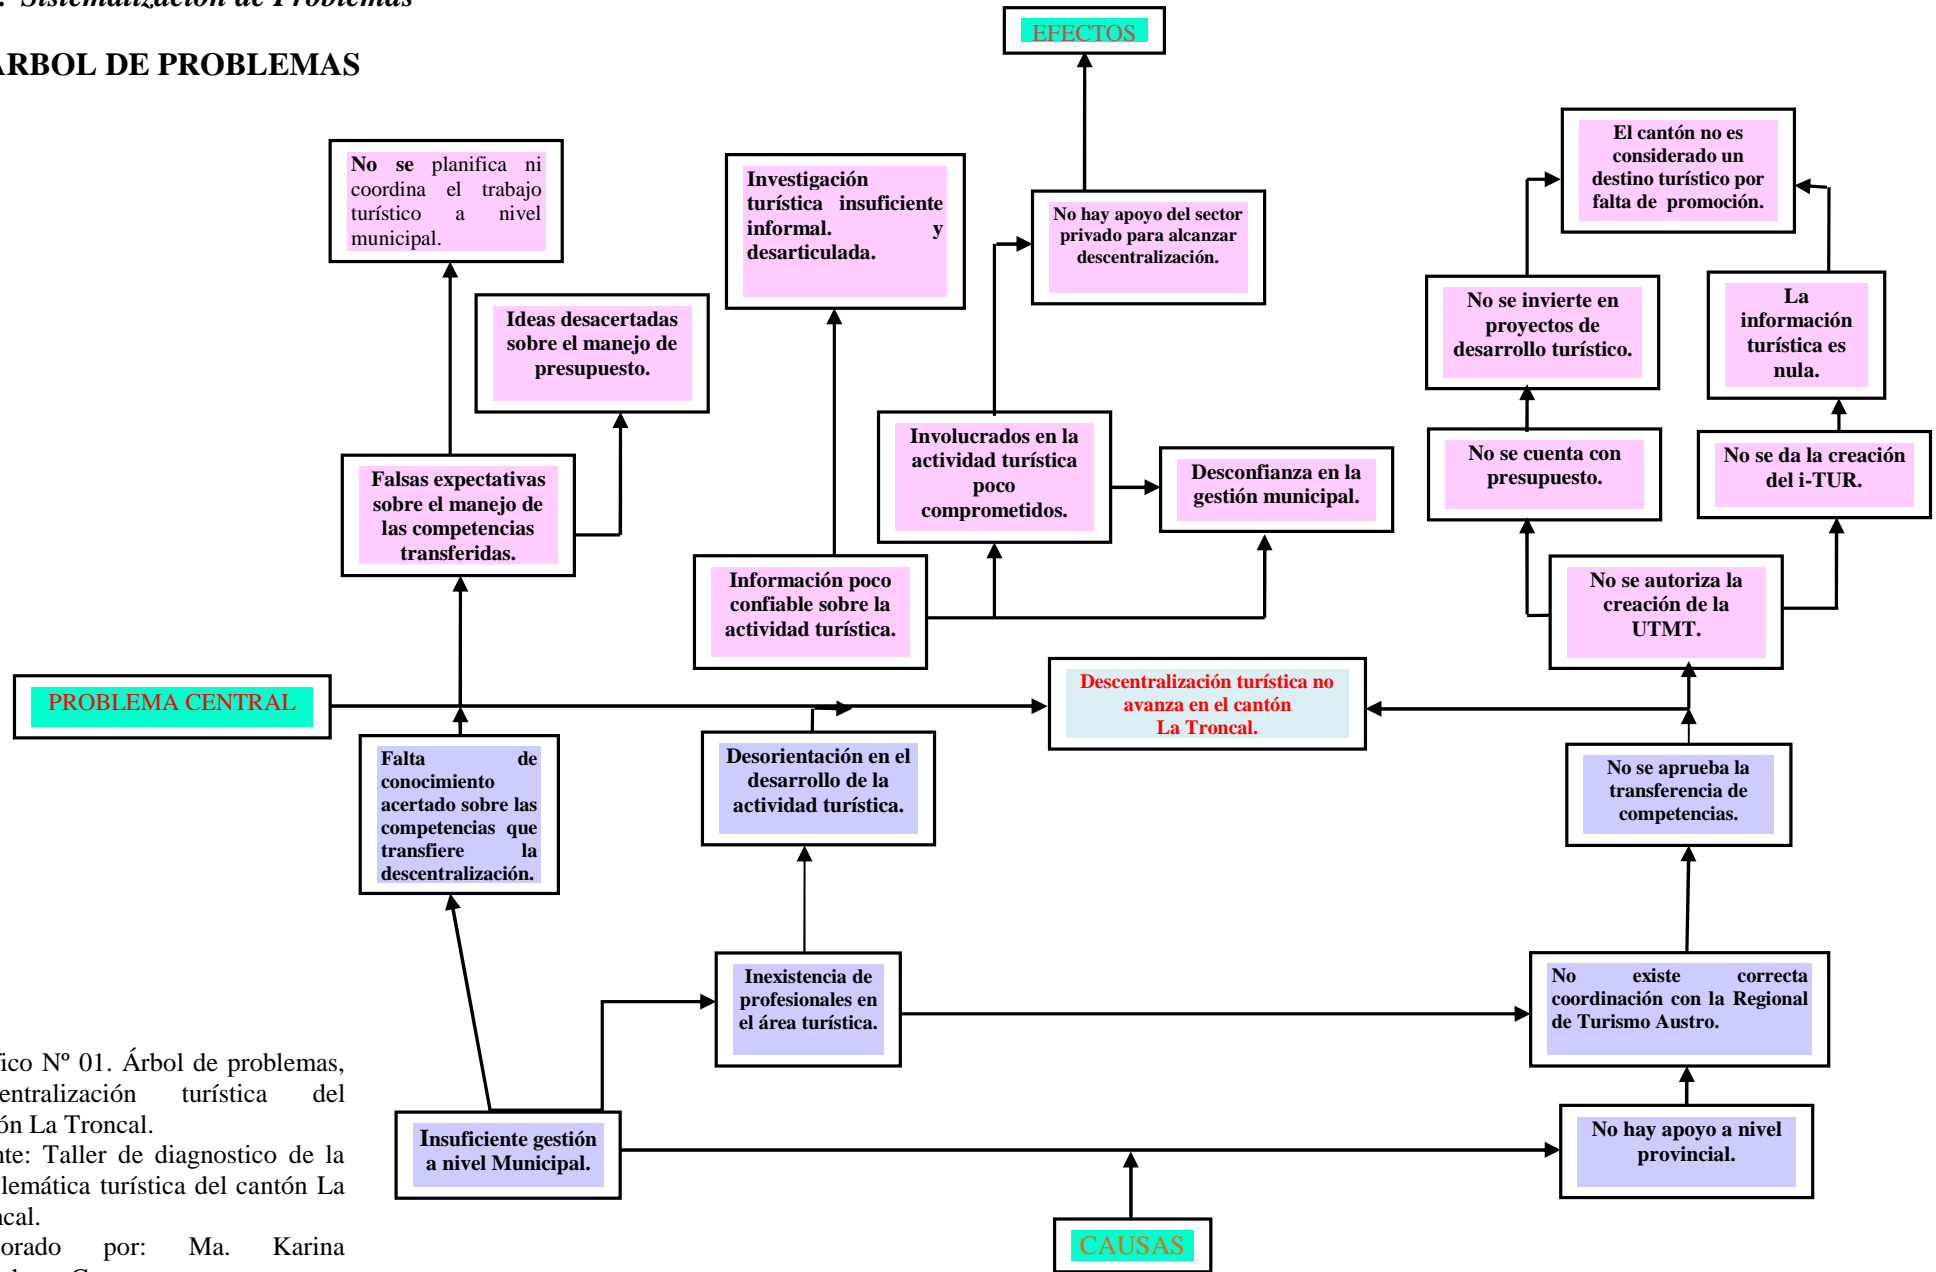 Sistematización de Problemas
ARBOL DE PROBLEMAS
EFECTOS
No se planifica ni
coordina el trabajo
turístico a nivel
municipal.
Investigación
turística insuficiente
informal. y
desarticulada.
No hay apoyo del sector
privado para alcanzar
descentralización.
El cantón no es
considerado un
destino turístico por
falta de promoción.
Ideas desacertadas
sobre el manejo de
presupuesto.
No se invierte en
proyectos de
desarrollo turístico.
La
información
turística es
nula.
Falsas expectativas
sobre el manejo de
las competencias
transferidas.
Involucrados en la
actividad turística
poco
comprometidos.
Desconfianza en la
gestión municipal.
No se cuenta con
presupuesto.
No se da la creación
del i-TUR.
Información poco
confiable sobre la
actividad turística.
No se autoriza la
creación de la
UTMT.
PROBLEMA CENTRAL
Descentralización turística no
avanza en el cantón
La Troncal.
Falta de
conocimiento
acertado sobre las
competencias que
transfiere la
descentralización.
Desorientación en el
desarrollo de la
actividad turística.
No se aprueba la
transferencia de
competencias.
Inexistencia de
profesionales en
el área turística.
No existe correcta
coordinación con la Regional
de Turismo Austro.
Insuficiente gestión
a nivel Municipal.
No hay apoyo a nivel
provincial.
CAUSAS
fico Nº 01. Árbol de problemas,
entralización turística del
ón La Troncal.
nte: Taller de diagnostico de la
lemática turística del cantón La
ncal.
orado por: Ma. Karina